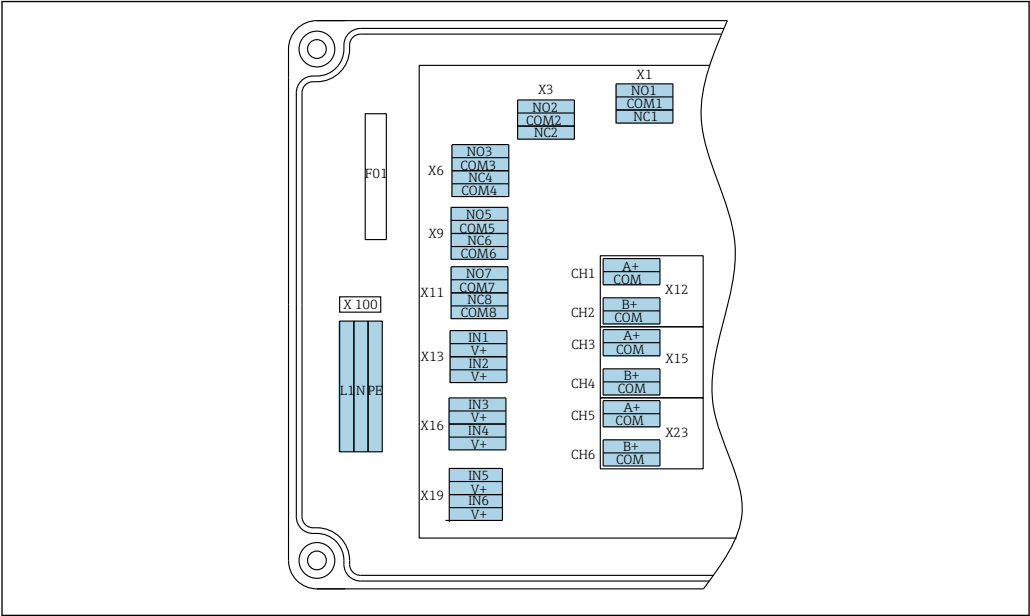 X1
NO1
COM1
NC1
X3
NO2
COM2
NC2
X6
NO3
COM3
NC4
COM4
F01
X9
NO5
COM5
NC6
COM6
X11
NO7
COM7
NC8
COM8
X 100
L1 N PE
X13
IN1
V+
IN2
V+
X16
IN3
V+
IN4
V+
X19
IN5
V+
IN6
V+
CH1
A+
COM
X12
CH2
B+
COM
CH3
A+
COM
X15
CH4
B+
COM
CH5
A+
COM
X23
CH6
B+
COM